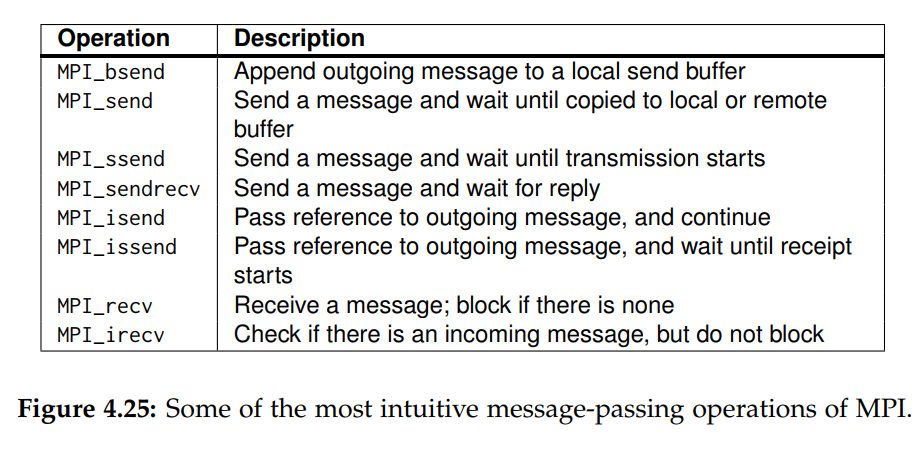 Operation Description
MPI_bsend Append outgoing message to a local send buffer
MPI_send Send a message and wait until copied to local or remote
buffer
MPI_ssend Send a message and wait until transmission starts
MPI_sendrecv Send a message and wait for reply
MPI_isend Pass reference to outgoing message, and continue
MPI_issend Pass reference to outgoing message, and wait until receipt
starts
MPI_recv Receive a message; block if there is none
MPI_irecv Check if there is an incoming message, but do not block
Figure 4.25: Some of the most intuitive message-passing operations of MPI.